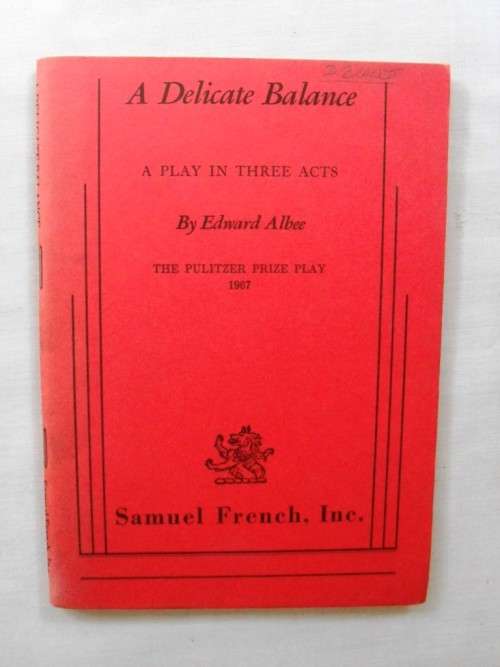 A Delicate Balance
A PLAY IN THREE ACTS
By Edward Albee
THE PULITZER PRIZE PLAY
1967
Samuel French, Inc.